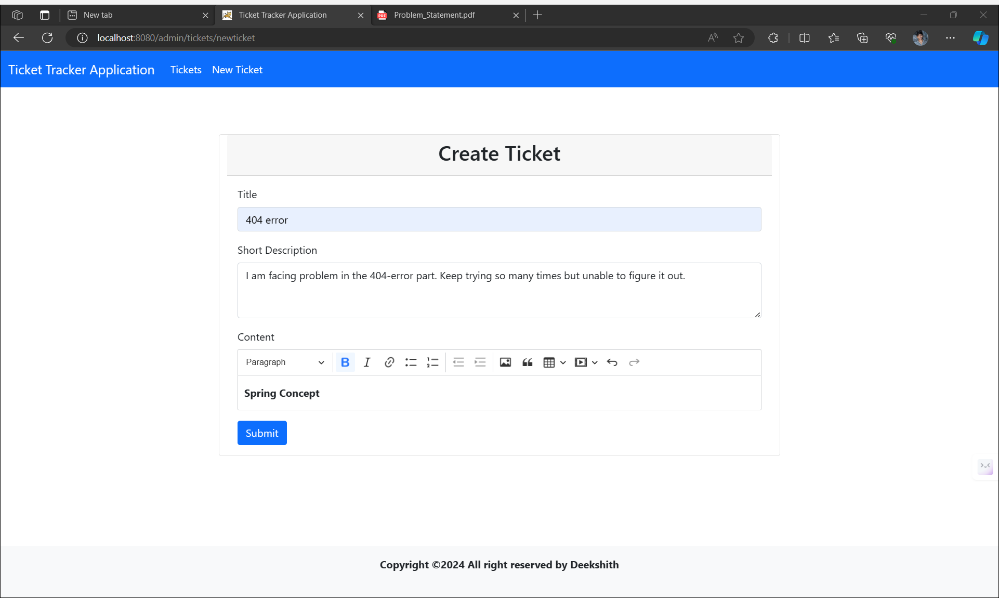 New tab
Ticket Tracker Application
PDF
Problem_Statement.pdf
localhost:8080/admin/tickets/newticket
Ticket Tracker Application
Tickets
New Ticket
Create Ticket
Title
404 error
Short Description
I am facing problem in the 404-error part. Keep trying so many times but unable to figure it out.
Content
Paragraph
B
I
Spring Concept
Submit
Copyright ©2024 All right reserved by Deekshith